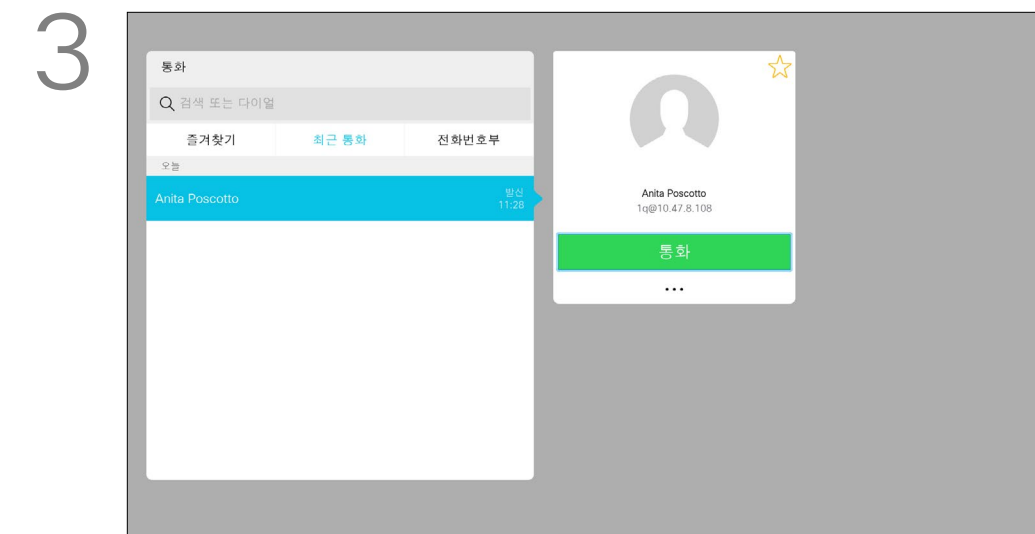 3
통화
검색 또는 다이얼
즐겨찾기 최근 통화 전화번호부
오늘
Anita Poscotto 발신
11:28
Anita Poscotto
1q@10.47.8.108
통화
...